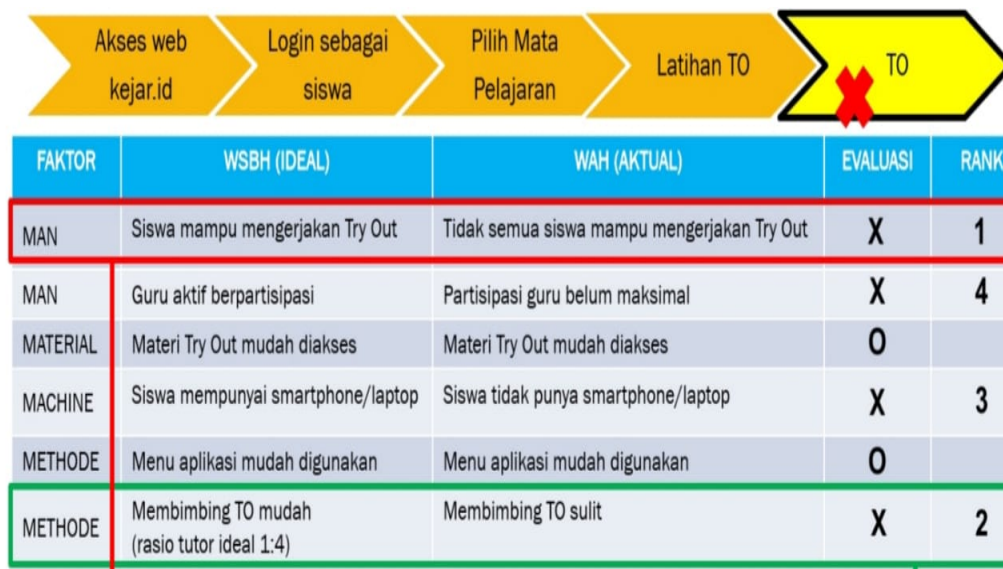 Akses web
kejar.id
Login sebagai
siswa
Pilih Mata
Pelajaran
Latihan TO
TO
FAKTOR WSBH (IDEAL) WAH (AKTUAL) EVALUASI RANK
MAN Siswa mampu mengerjakan Try Out Tidak semua siswa mampu mengerjakan Try Out X 1
MAN Guru aktif berpartisipasi Partisipasi guru belum maksimal X 4
MATERIAL Materi Try Out mudah diakses Materi Try Out mudah diakses O
MACHINE Siswa mempunyai smartphone/laptop Siswa tidak punya smartphone/laptop X 3
METHODE Menu aplikasi mudah digunakan Menu aplikasi mudah digunakan O
METHODE Membimbing TO mudah Membimbing TO sulit X 2
(rasio tutor ideal 1:4)